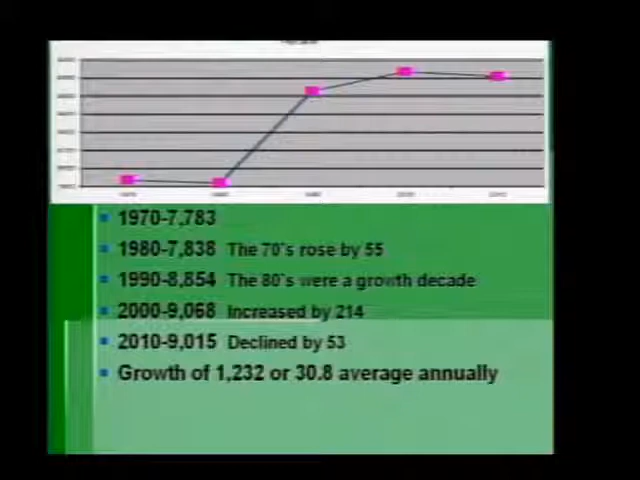 1970-7,783
1980-7,838 The 70's rose by 55
1990-8,854 The 80's were a growth decade
2000-9,068 Increased by 214
2010-9,015 Declined by 53
Growth of 1,232 or 30.8 average annually